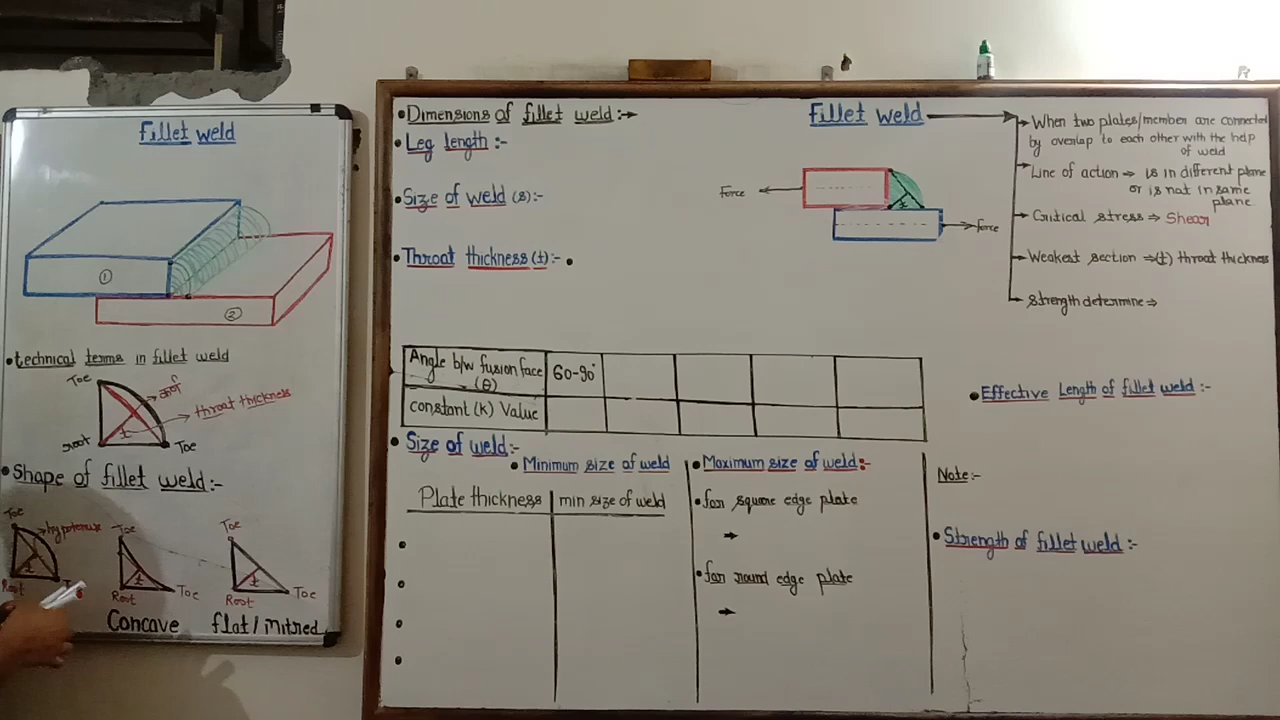 Fillet weld
①
②
• technical terms in fillet weld
Toe
throat thickness
t
root
Toe
• Shape of fillet weld:-
Toe
hypotenuse
t
Root
Toe
t
Root
Toe
Concave
Toe
t
Root
Toe
flat/mitred
• Dimensions of fillet weld:→
• Leg length:-
• Size of weld (s):-
• Throat thickness (t):- •
Fillet weld
Force
t
force
When two plates/member are connected
by overlap to each other with the help
of weld
Line of action → is in different plane
or is not in same
plane
Critical stress ⇒ Shear
Weakest section ⇒ (t) throat thickness
Strength determine ⇒
Angle b/w fusion face
(θ)
60-90°
constant (k) Value
• Size of weld:-
• Minimum size of weld
Plate thickness
min size of weld
• Maximum size of weld:-
• for square edge plate
• for round edge plate
• Effective Length of fillet weld:-
Note:-
• Strength of fillet weld:-